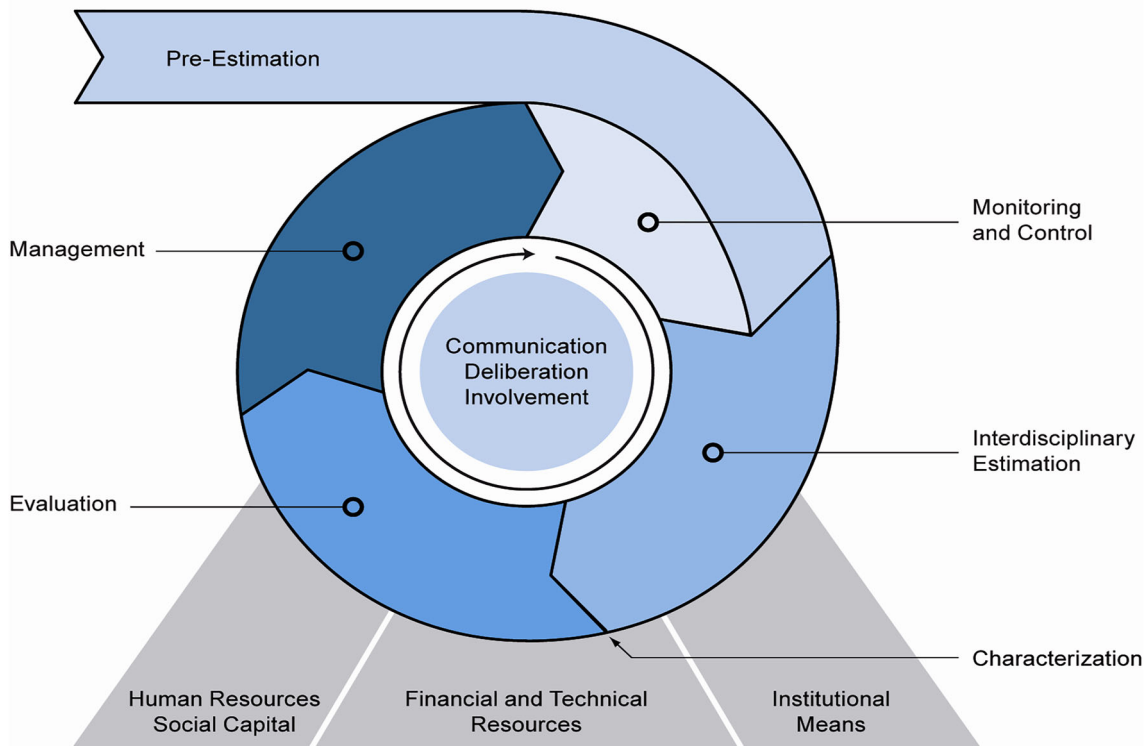 Pre-Estimation
Monitoring
and Control
Management
Communication
Deliberation
Involvement
Interdisciplinary
Estimation
Evaluation
Characterization
Human Resources
Social Capital
Financial and Technical
Resources
Institutional
Means